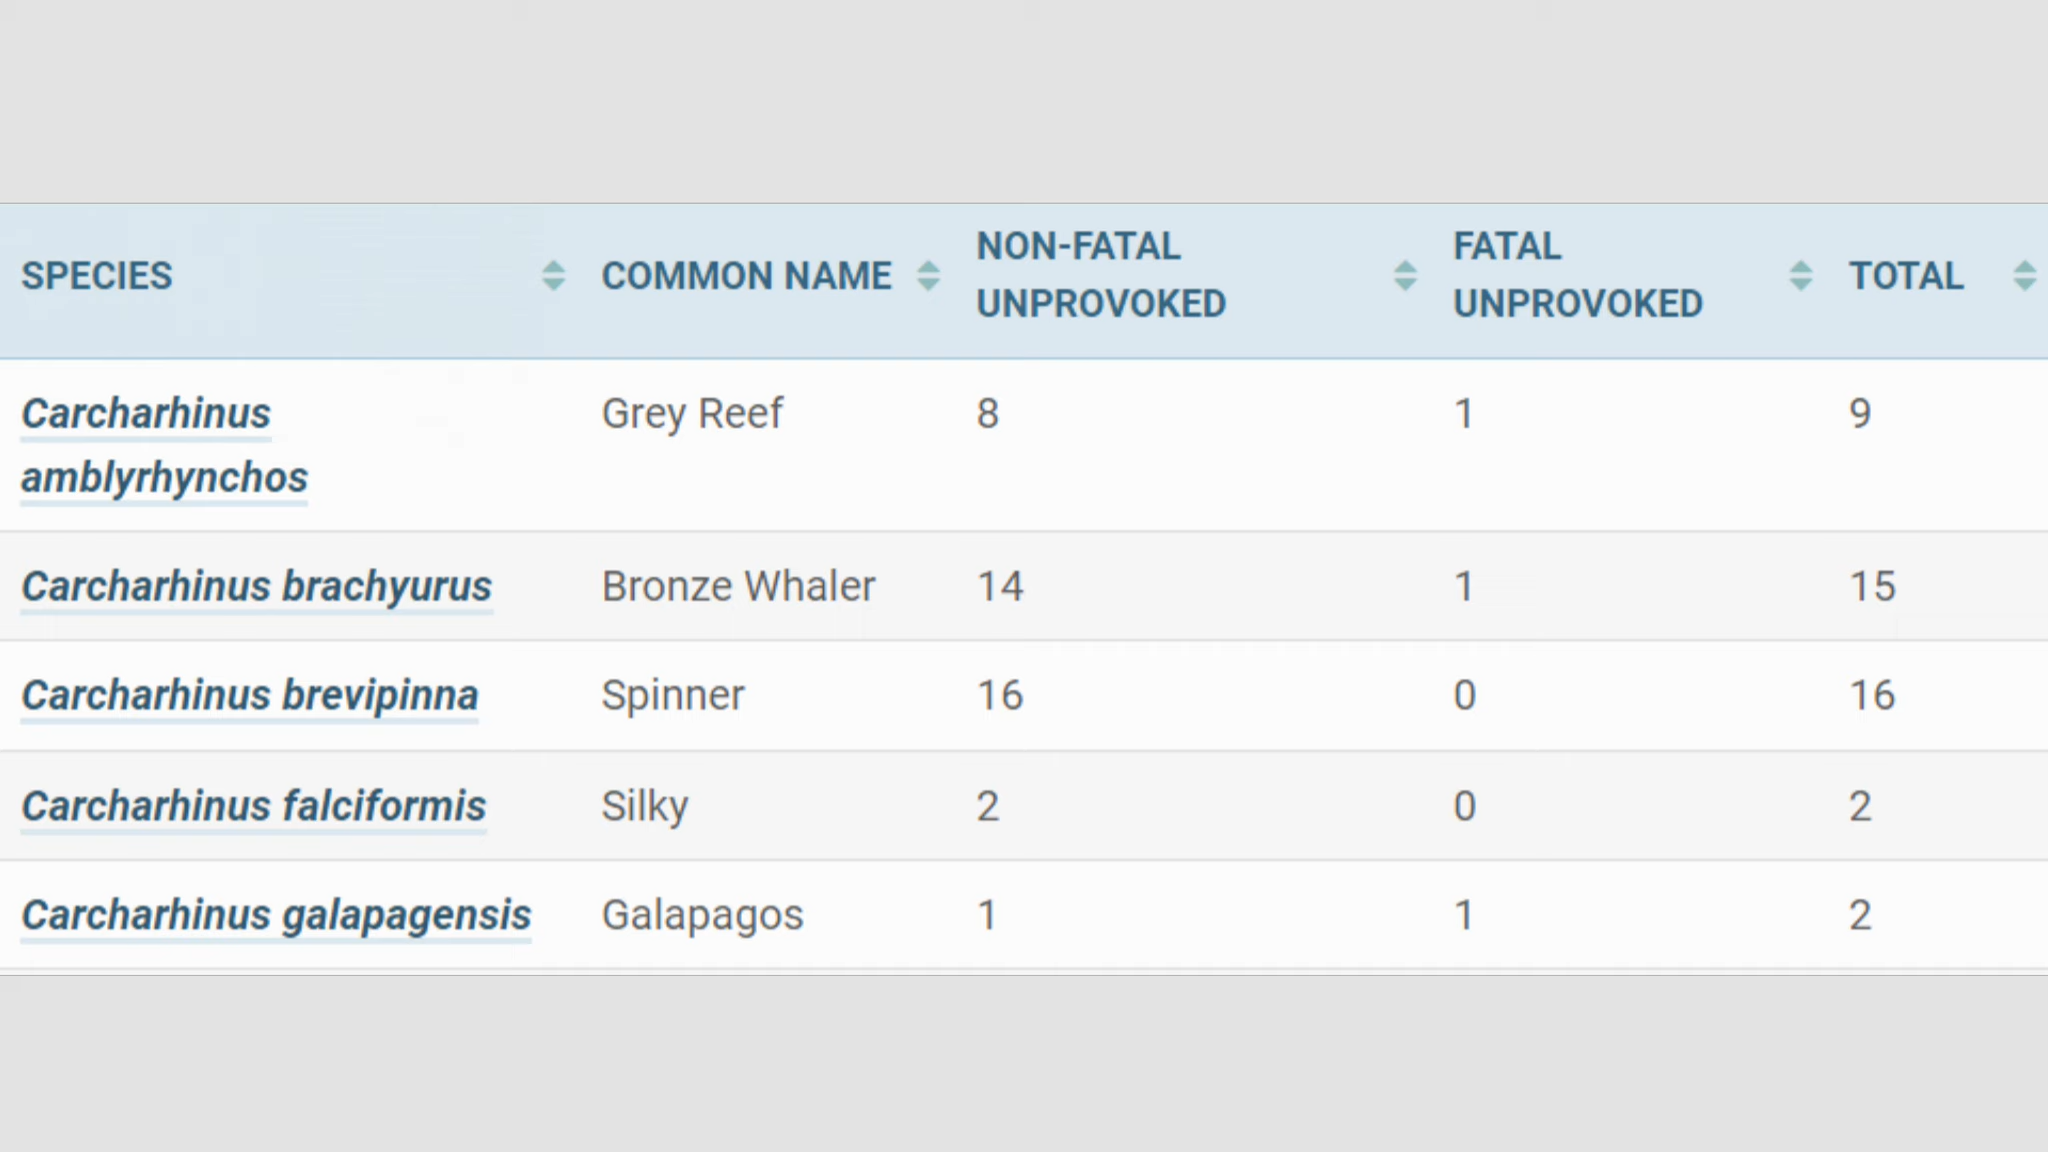 SPECIES COMMON NAME NON-FATAL UNPROVOKED FATAL UNPROVOKED TOTAL
Carcharhinus amblyrhynchos Grey Reef 8 1 9
Carcharhinus brachyurus Bronze Whaler 14 1 15
Carcharhinus brevipinna Spinner 16 0 16
Carcharhinus falciformis Silky 2 0 2
Carcharhinus galapagensis Galapagos 1 1 2